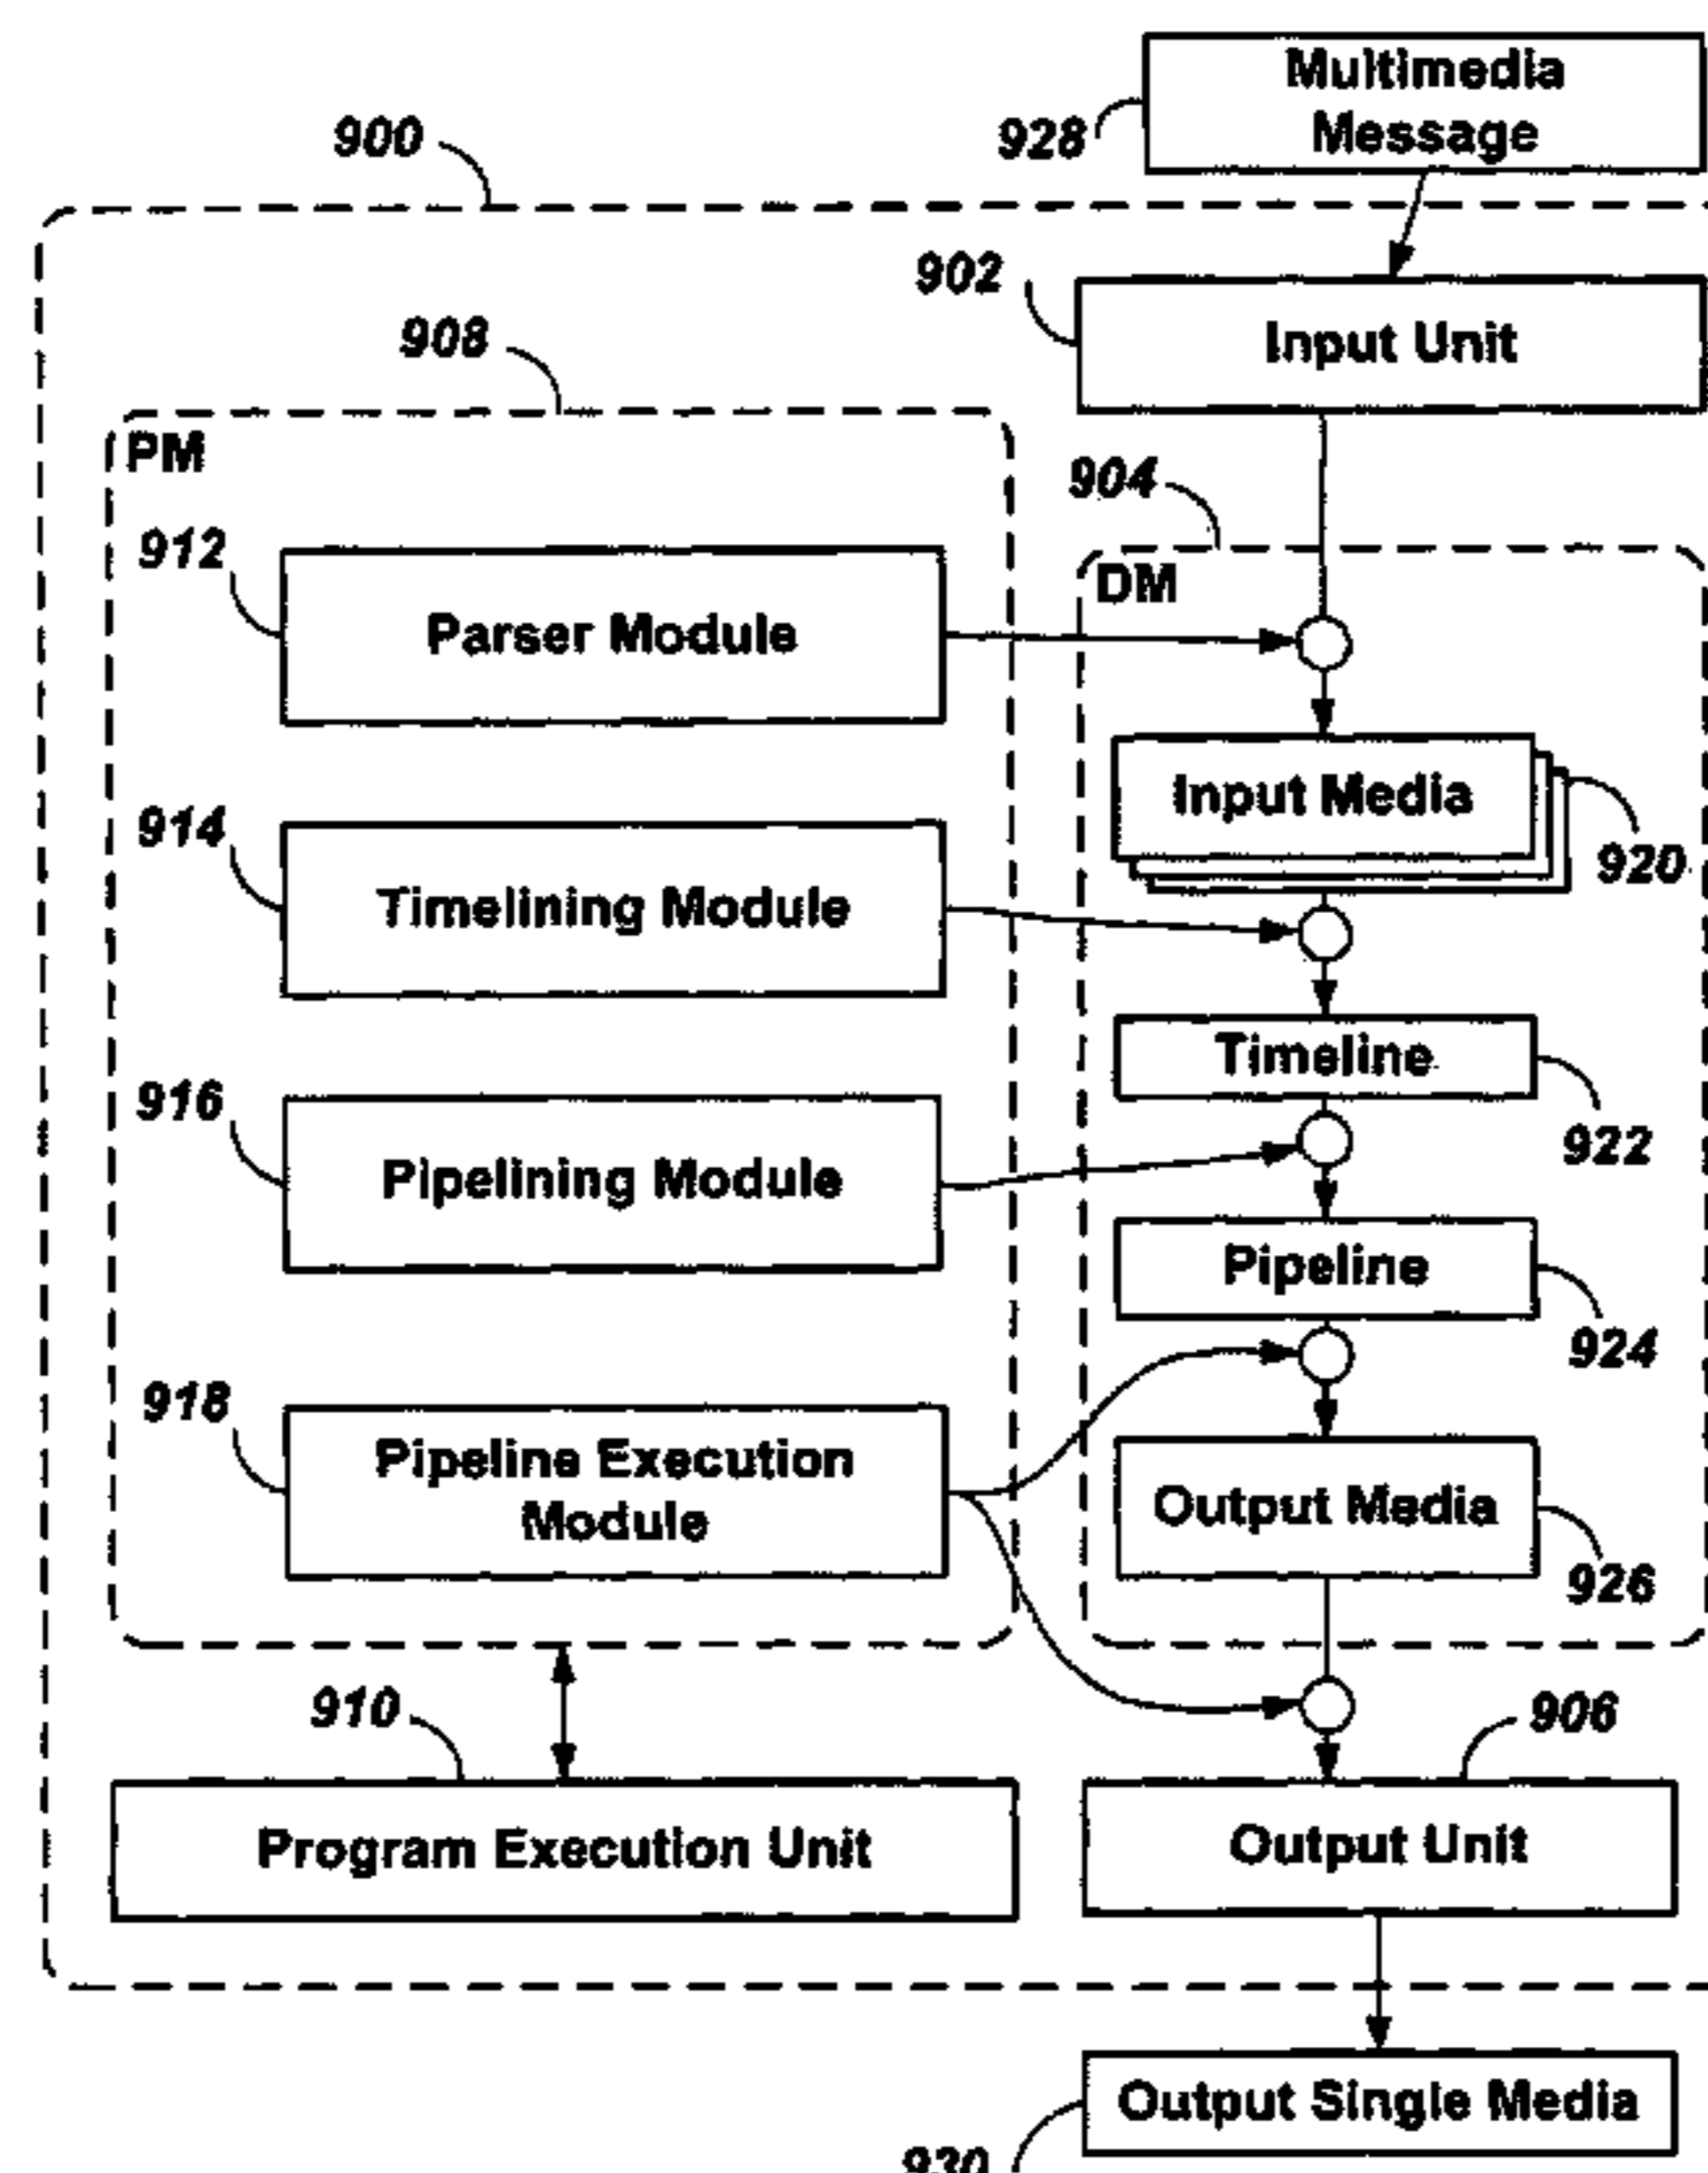 Multimedia
Message
928
900
902
Input Unit
908
PM
904
DM
912
Parser Module
Input Media
920
914
Timelining Module
Timeline
922
916
Pipelining Module
Pipeline
924
918
Pipeline Execution
Module
Output Media
926
910
906
Program Execution Unit
Output Unit
Output Single Media
930